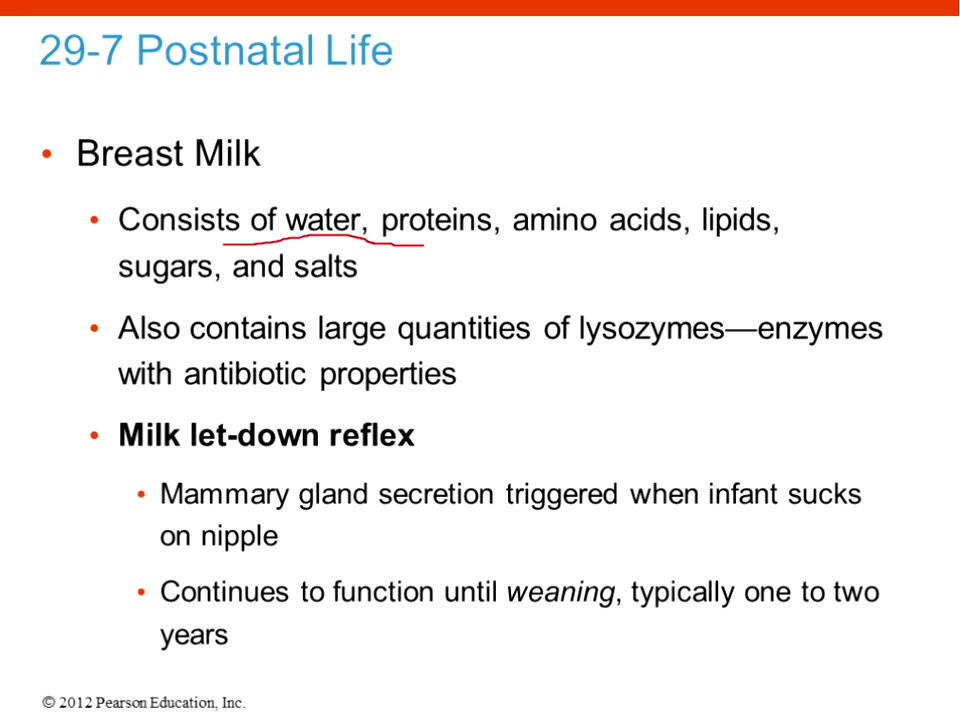 29-7 Postnatal Life
• Breast Milk
• Consists of water, proteins, amino acids, lipids,
sugars, and salts
• Also contains large quantities of lysozymes—enzymes
with antibiotic properties
• Milk let-down reflex
• Mammary gland secretion triggered when infant sucks
on nipple
• Continues to function until weaning, typically one to two
years
© 2012 Pearson Education, Inc.